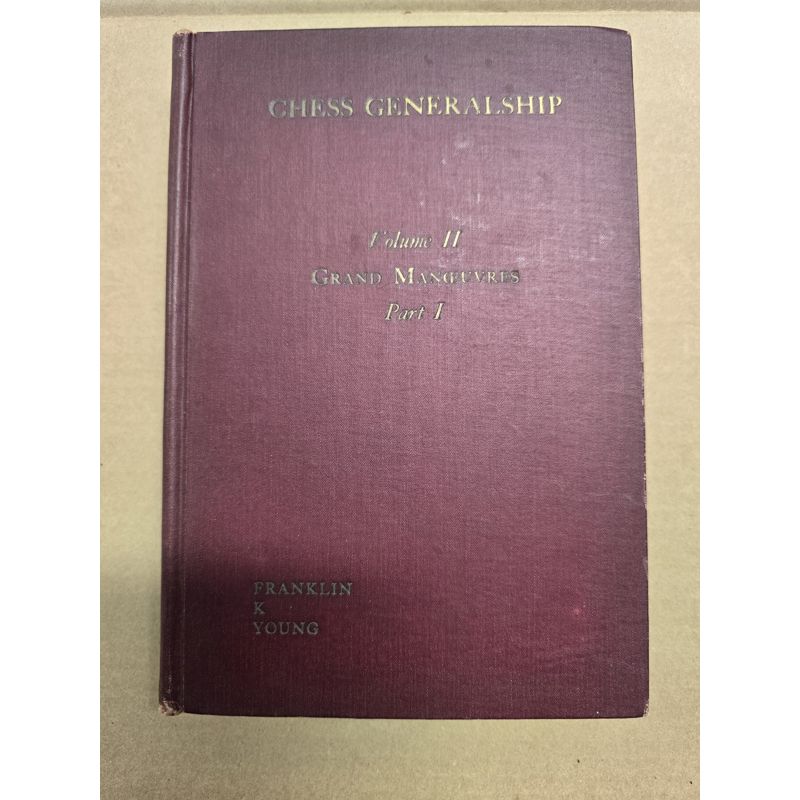 CHESS GENERALSHIP
Volume II
GRAND MANŒUVRES
Part I
FRANKLIN
K
YOUNG